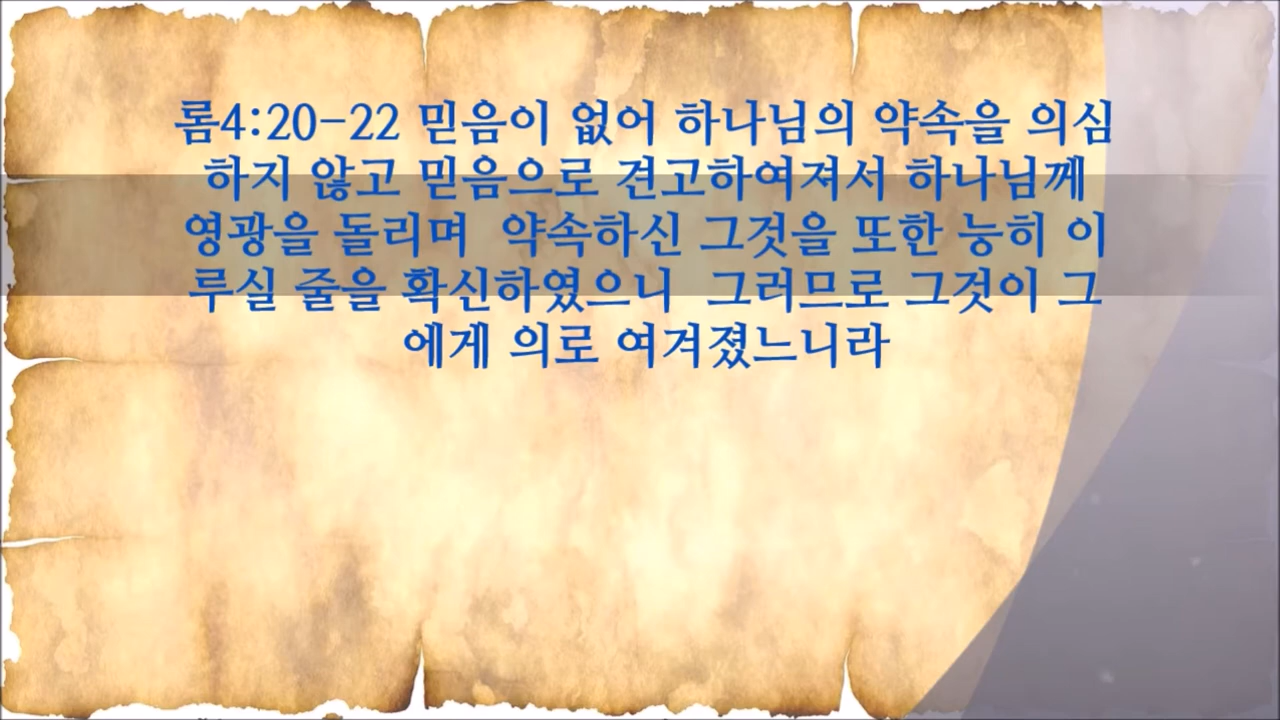 롬4:20-22 믿음이 없어 하나님의 약속을 의심
하지 않고 믿음으로 견고하여져서 하나님께
영광을 돌리며  약속하신 그것을 또한 능히 이
루실 줄을 확신하였으니  그러므로 그것이 그
에게 의로 여겨졌느니라